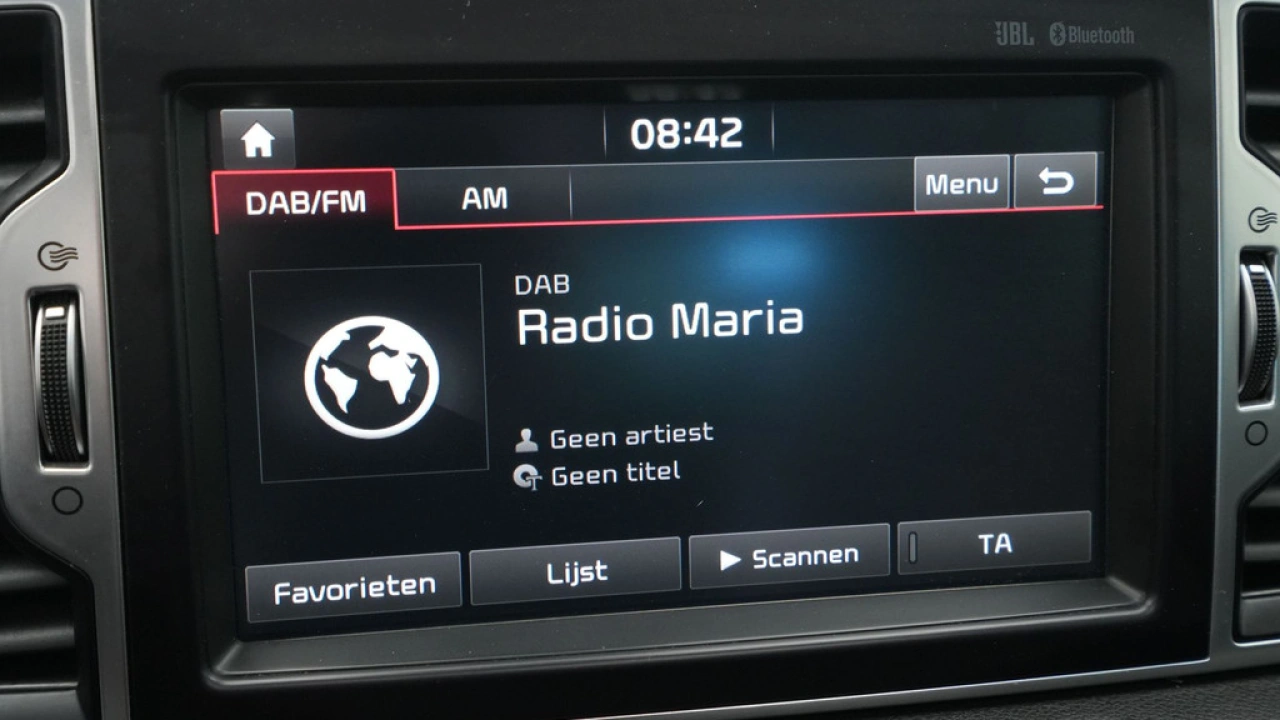 JBL Bluetooth
08:42
DAB/FM AM Menu
DAB
Radio Maria
Geen artiest
Geen titel
Favorieten Lijst Scannen TA